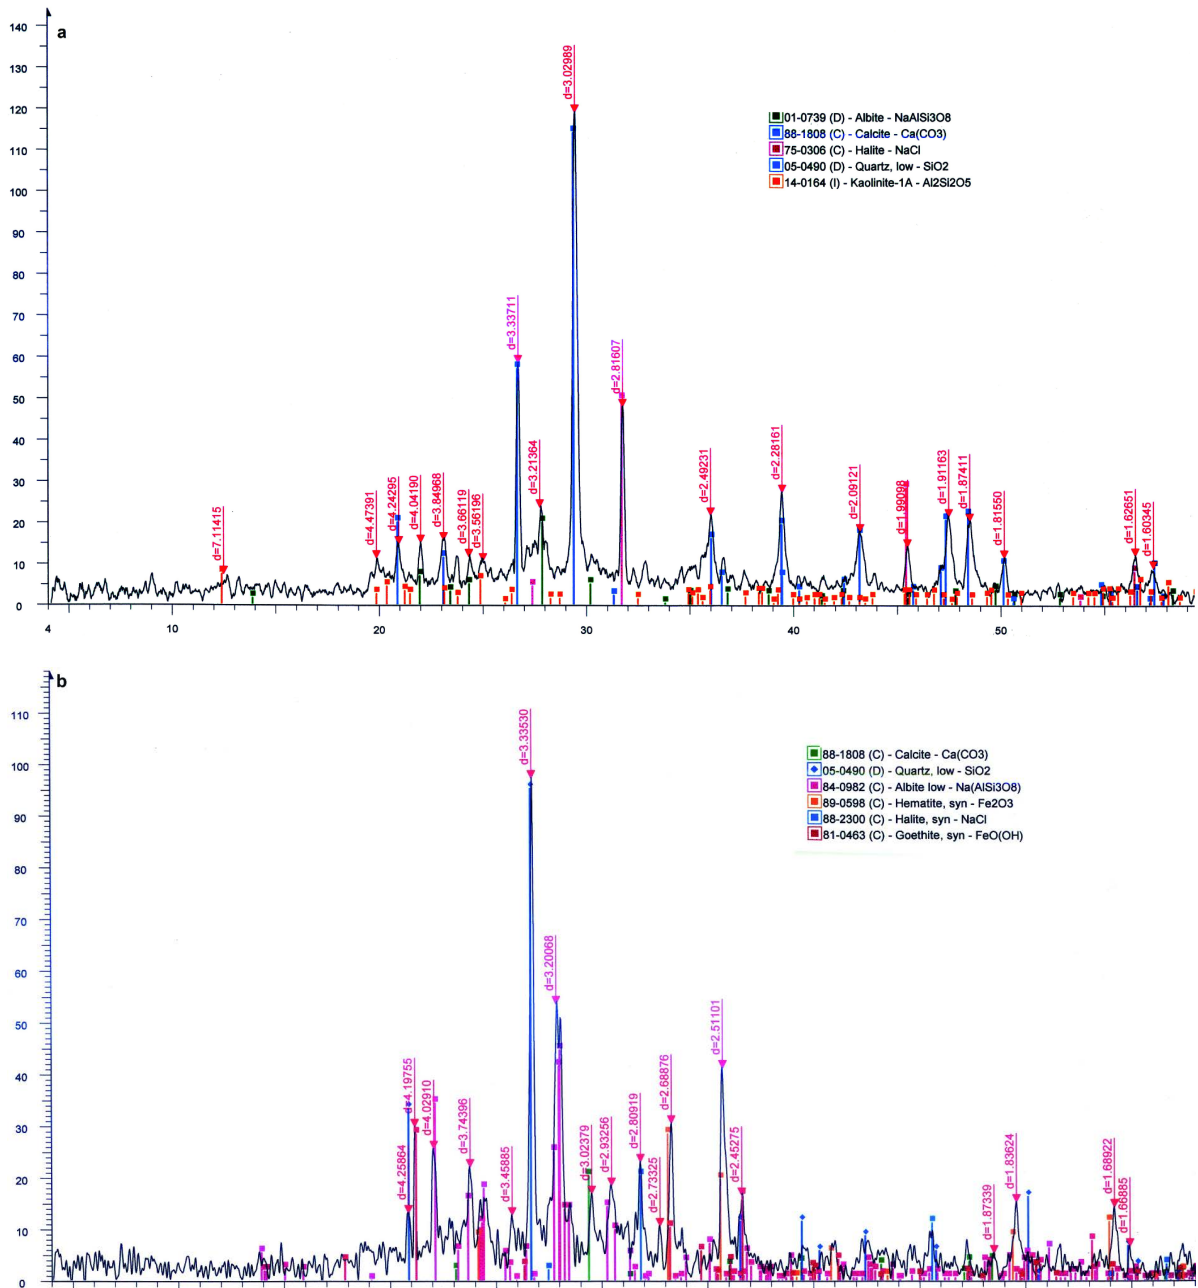 a
140
130
120
110
100
90
80
70
60
50
40
30
20
10
0
4
10
20
30
40
50
d=7.11415
d=4.47391
d=4.24295
d=4.04190
d=3.84968
d=3.66119
d=3.56196
d=3.33711
d=3.21364
d=3.02989
d=2.81607
d=2.49231
d=2.28161
d=2.09121
d=1.99098
d=1.91163
d=1.87411
d=1.81550
d=1.62651
d=1.60345
01-0739 (D) - Albite - NaAlSi3O8
88-1808 (C) - Calcite - Ca(CO3)
75-0306 (C) - Halite - NaCl
05-0490 (D) - Quartz, low - SiO2
14-0164 (I) - Kaolinite-1A - Al2Si2O5
b
110
100
90
80
70
60
50
40
30
20
10
0
d=4.25864
d=4.19755
d=4.02910
d=3.74396
d=3.45885
d=3.33530
d=3.20068
d=3.02379
d=2.93256
d=2.80919
d=2.73325
d=2.68876
d=2.51101
d=2.45275
d=1.87339
d=1.83624
d=1.68922
d=1.66885
88-1808 (C) - Calcite - Ca(CO3)
05-0490 (D) - Quartz, low - SiO2
84-0982 (C) - Albite low - Na(AlSi3O8)
89-0598 (C) - Hematite, syn - Fe2O3
88-2300 (C) - Halite, syn - NaCl
81-0463 (C) - Goethite, syn - FeO(OH)